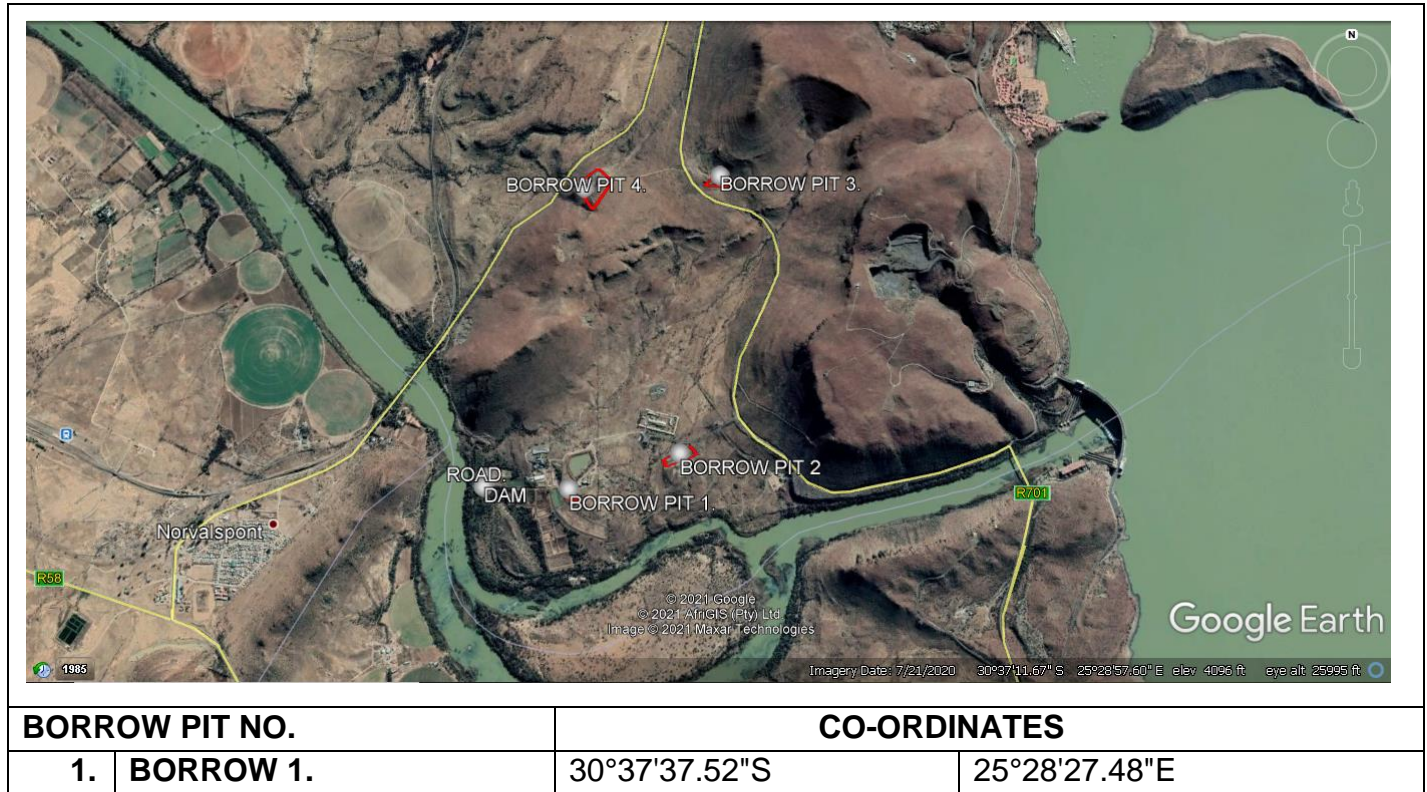 N
BORROW PIT 4.
BORROW PIT 3.
BORROW PIT 2
ROAD.
DAM
BORROW PIT 1.
R701
Norvalspont
R58
© 2021 Google
© 2021 AfriGIS (Pty) Ltd.
Image © 2021 Maxar Technologies
Google Earth
1985
Imagery Date: 7/21/2020 30°37'11.67" S 25°28'57.60" E elev 4096 ft eye alt 25995 ft
BORROW PIT NO. CO-ORDINATES
1. BORROW 1. 30°37'37.52"S 25°28'27.48"E